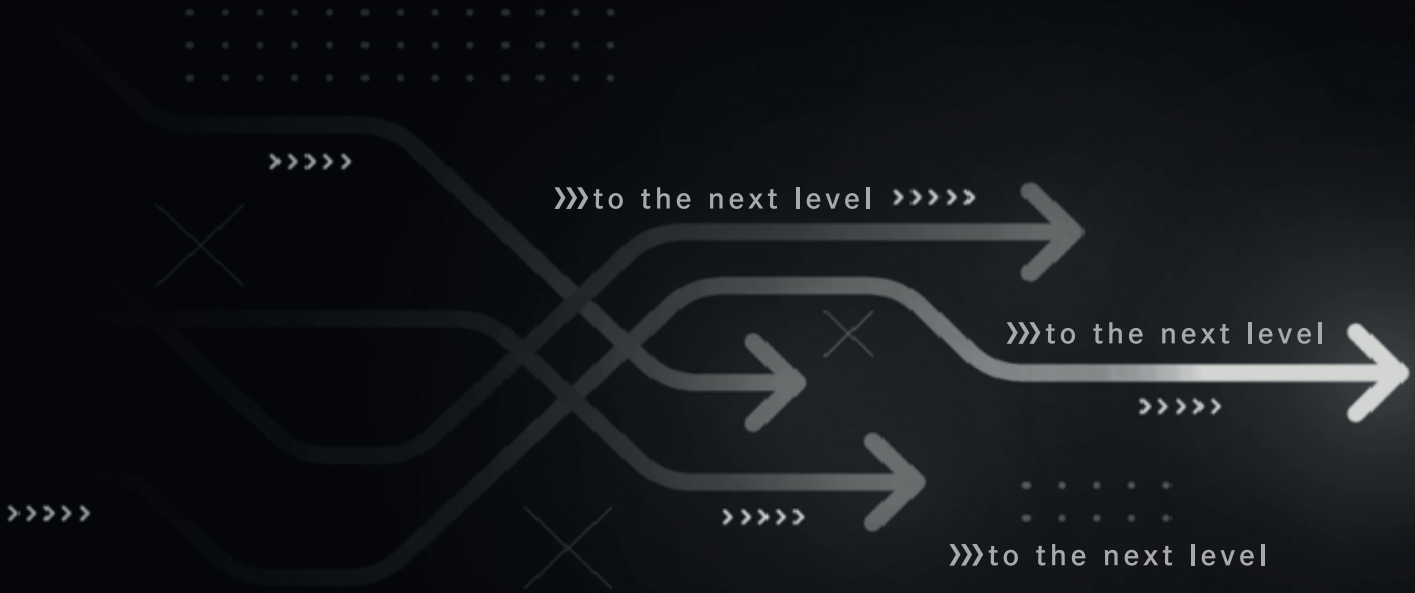 ❯❯❯to the next level >>>>>
❯❯❯to the next level
❯❯❯to the next level